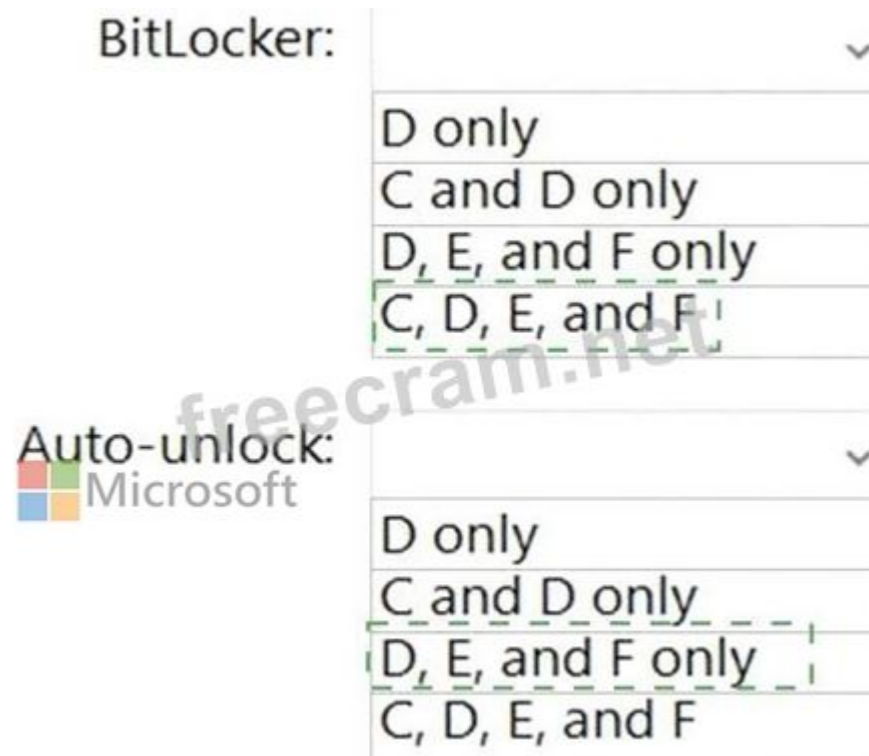 BitLocker:
D only
C and D only
D, E, and F only
C, D, E, and F
freecram.net
Auto-unlock:
Microsoft
D only
C and D only
D, E, and F only
C, D, E, and F